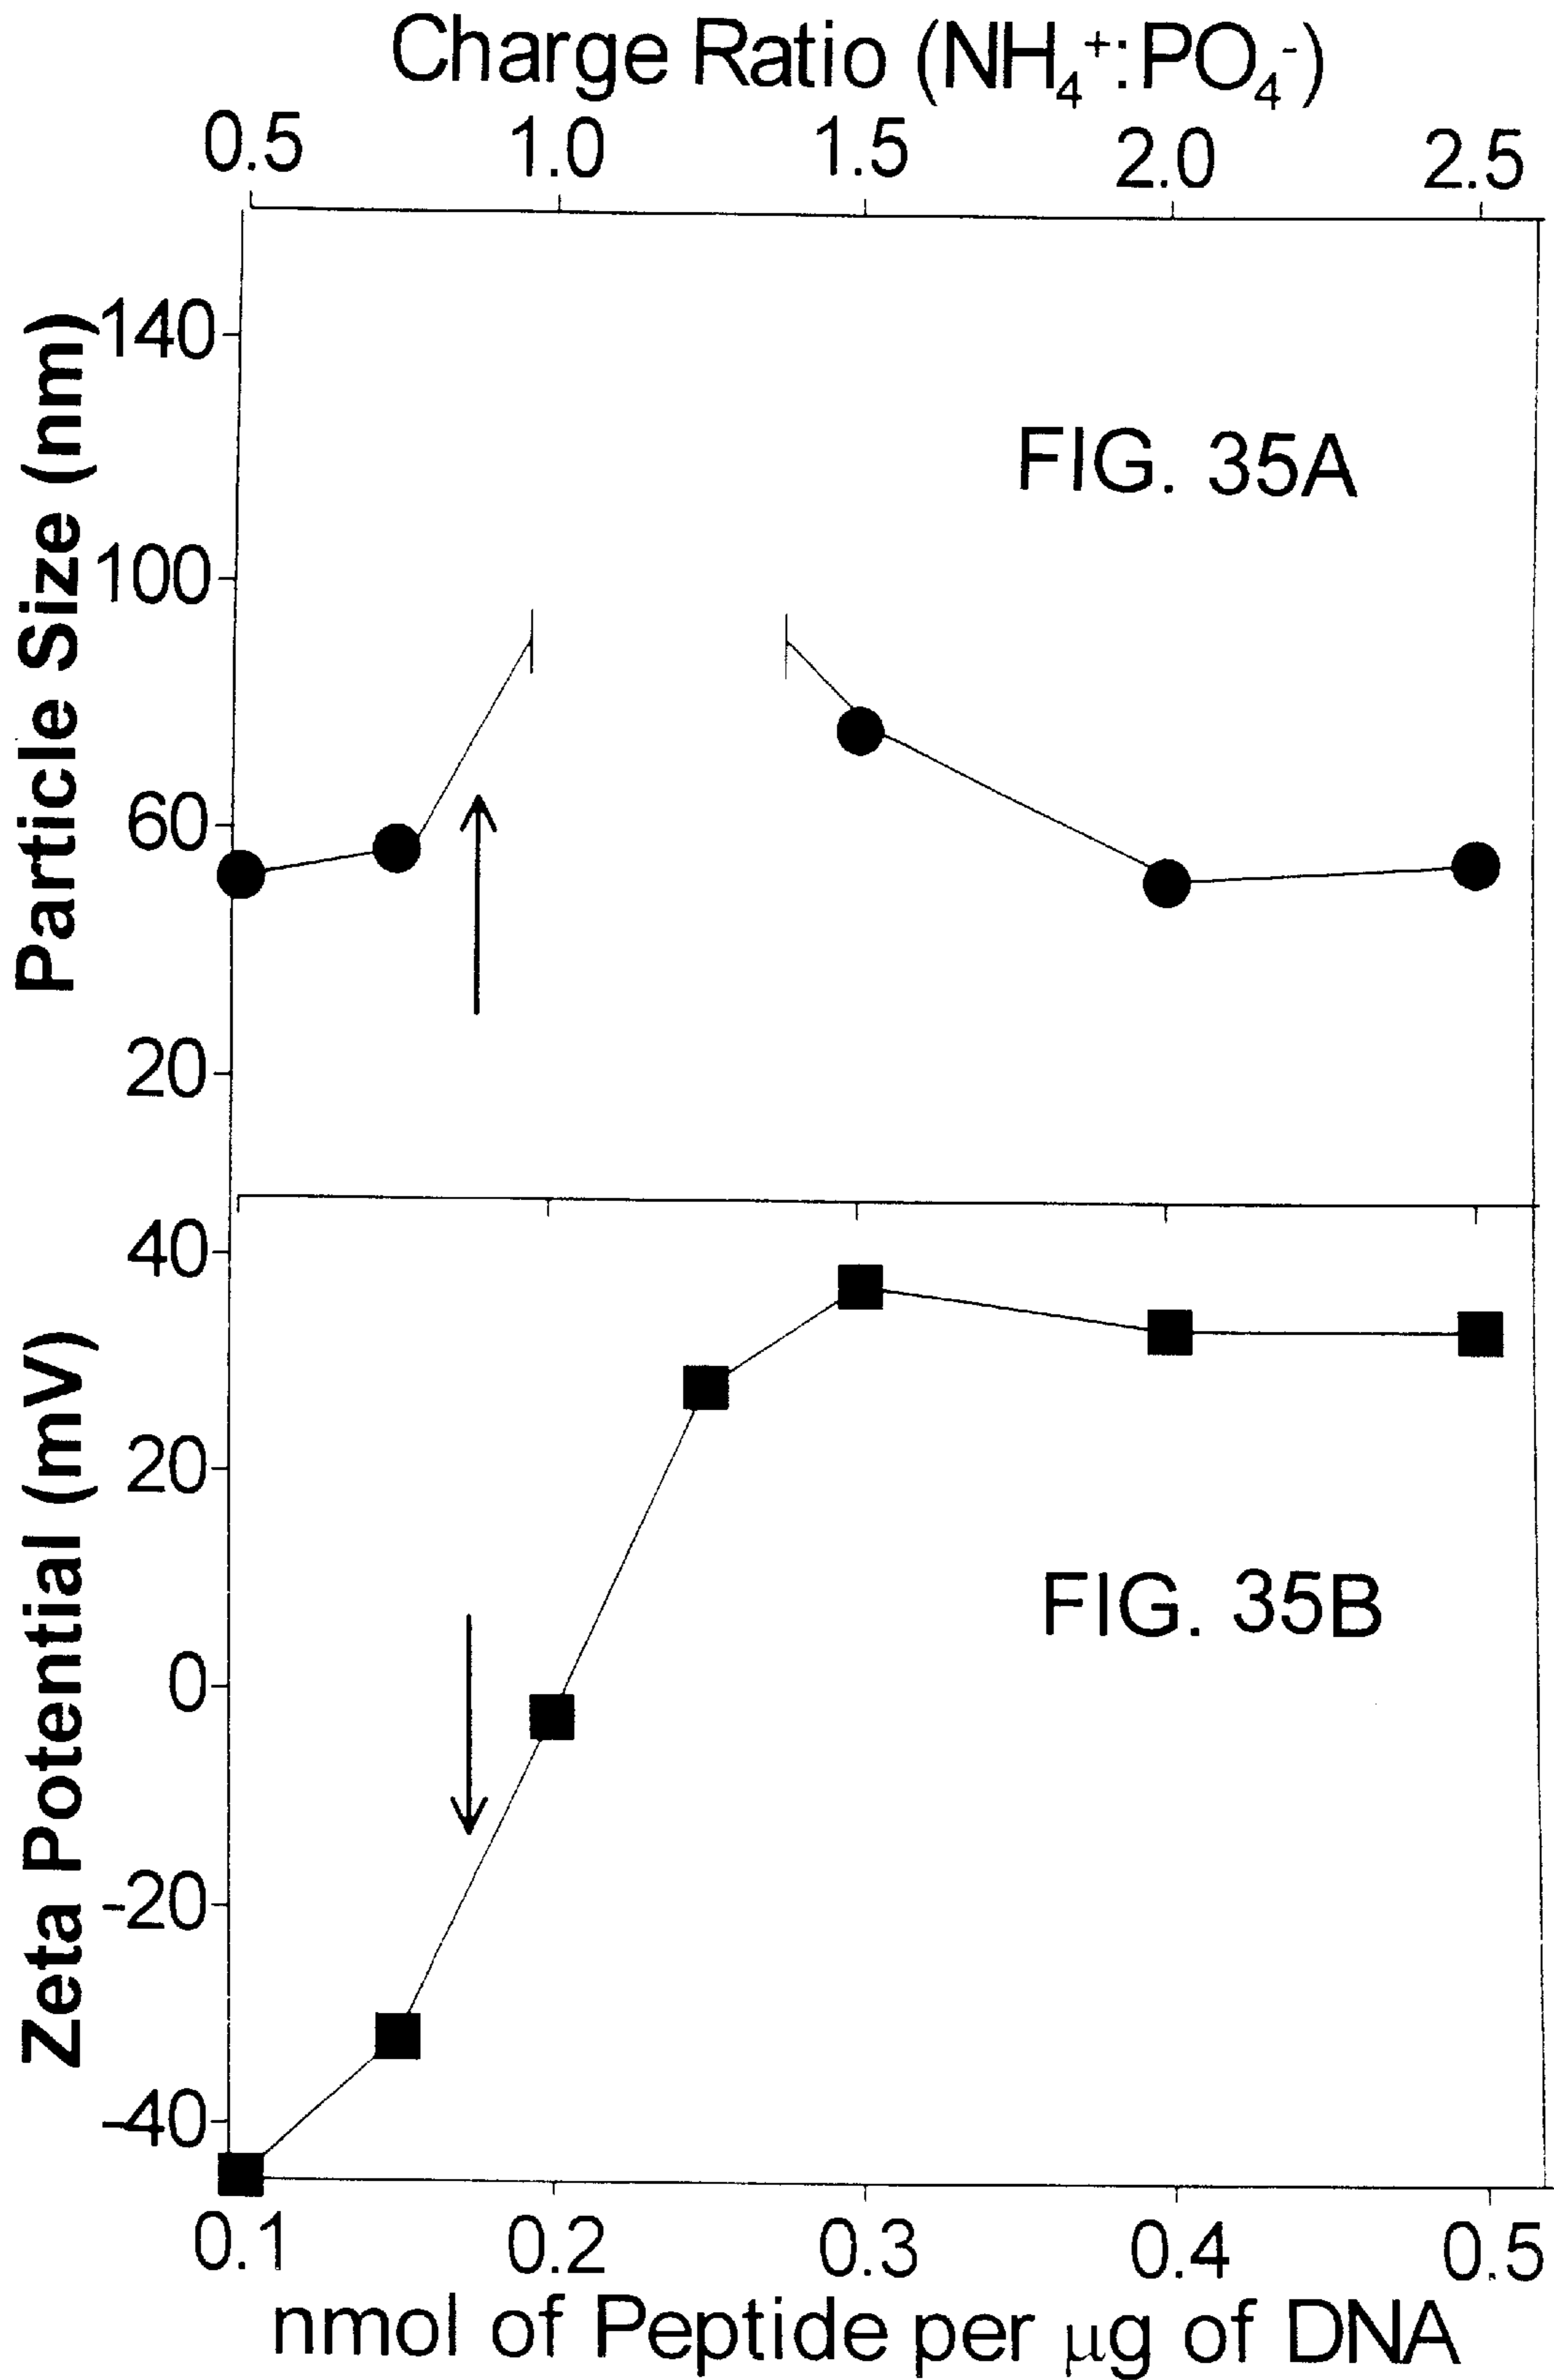 Charge Ratio (NH₄⁺:PO₄⁻)
0.5 1.0 1.5 2.0 2.5
Particle Size (nm)
140
100
60
20
FIG. 35A
Zeta Potential (mV)
40
20
0
-20
-40
FIG. 35B
0.1 0.2 0.3 0.4 0.5
nmol of Peptide per µg of DNA